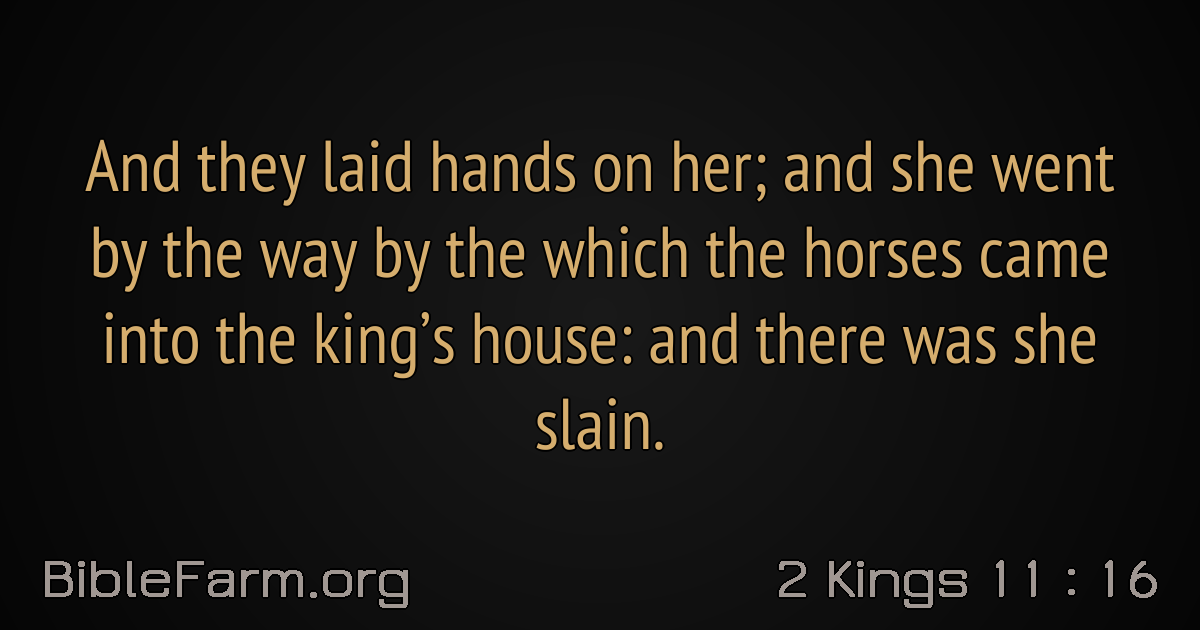 And they laid hands on her; and she went
by the way by the which the horses came
into the king’s house: and there was she
slain.
BibleFarm.org
2 Kings 11 : 16